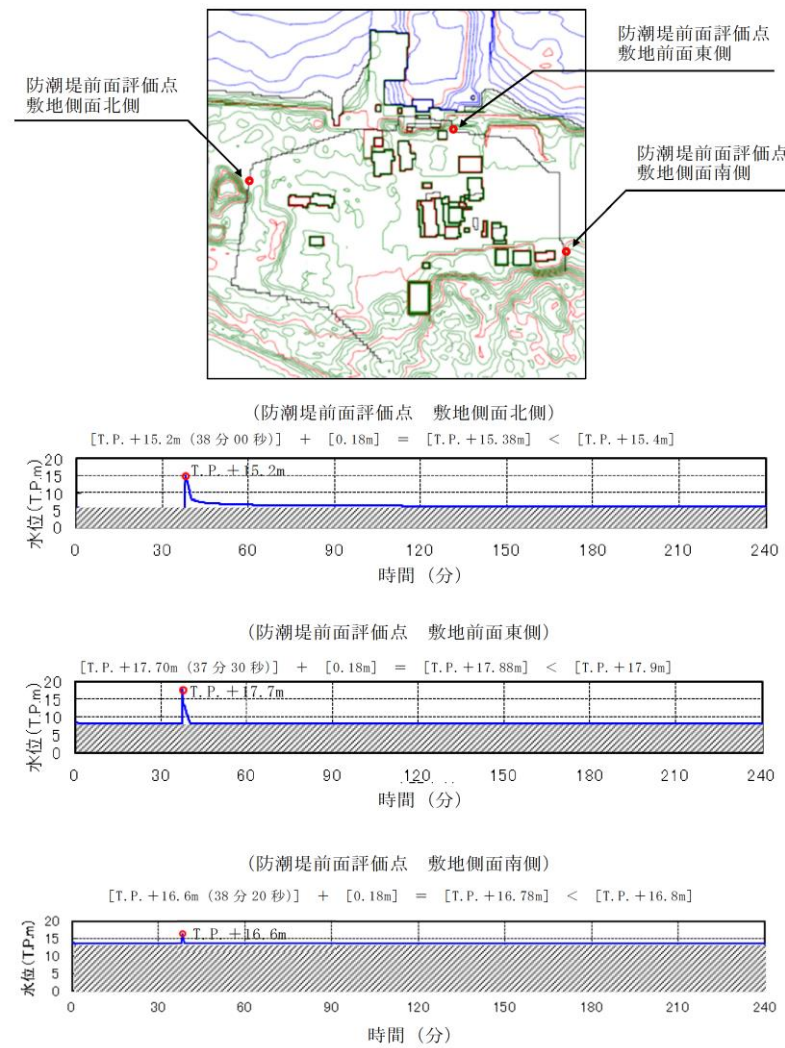 防潮堤前面評価点
敷地前面東側
防潮堤前面評価点
敷地側面北側
防潮堤前面評価点
敷地側面南側
(防潮堤前面評価点 敷地側面北側)
[T.P.+15.2m (38分00秒)] + [0.18m] = [T.P.+15.38m] < [T.P.+15.4m]
T.P.+15.2m
水位(T.P.m)
20
15
10
5
0
0 30 60 90 120 150 180 210 240
時間 (分)
(防潮堤前面評価点 敷地前面東側)
[T.P.+17.70m (37分30秒)] + [0.18m] = [T.P.+17.88m] < [T.P.+17.9m]
T.P.+17.7m
水位(T.P.m)
20
15
10
5
0
0 30 60 90 120 150 180 210 240
時間 (分)
(防潮堤前面評価点 敷地側面南側)
[T.P.+16.6m (38分20秒)] + [0.18m] = [T.P.+16.78m] < [T.P.+16.8m]
T.P.+16.6m
水位(T.P.m)
20
15
10
5
0
0 30 60 90 120 150 180 210 240
時間 (分)